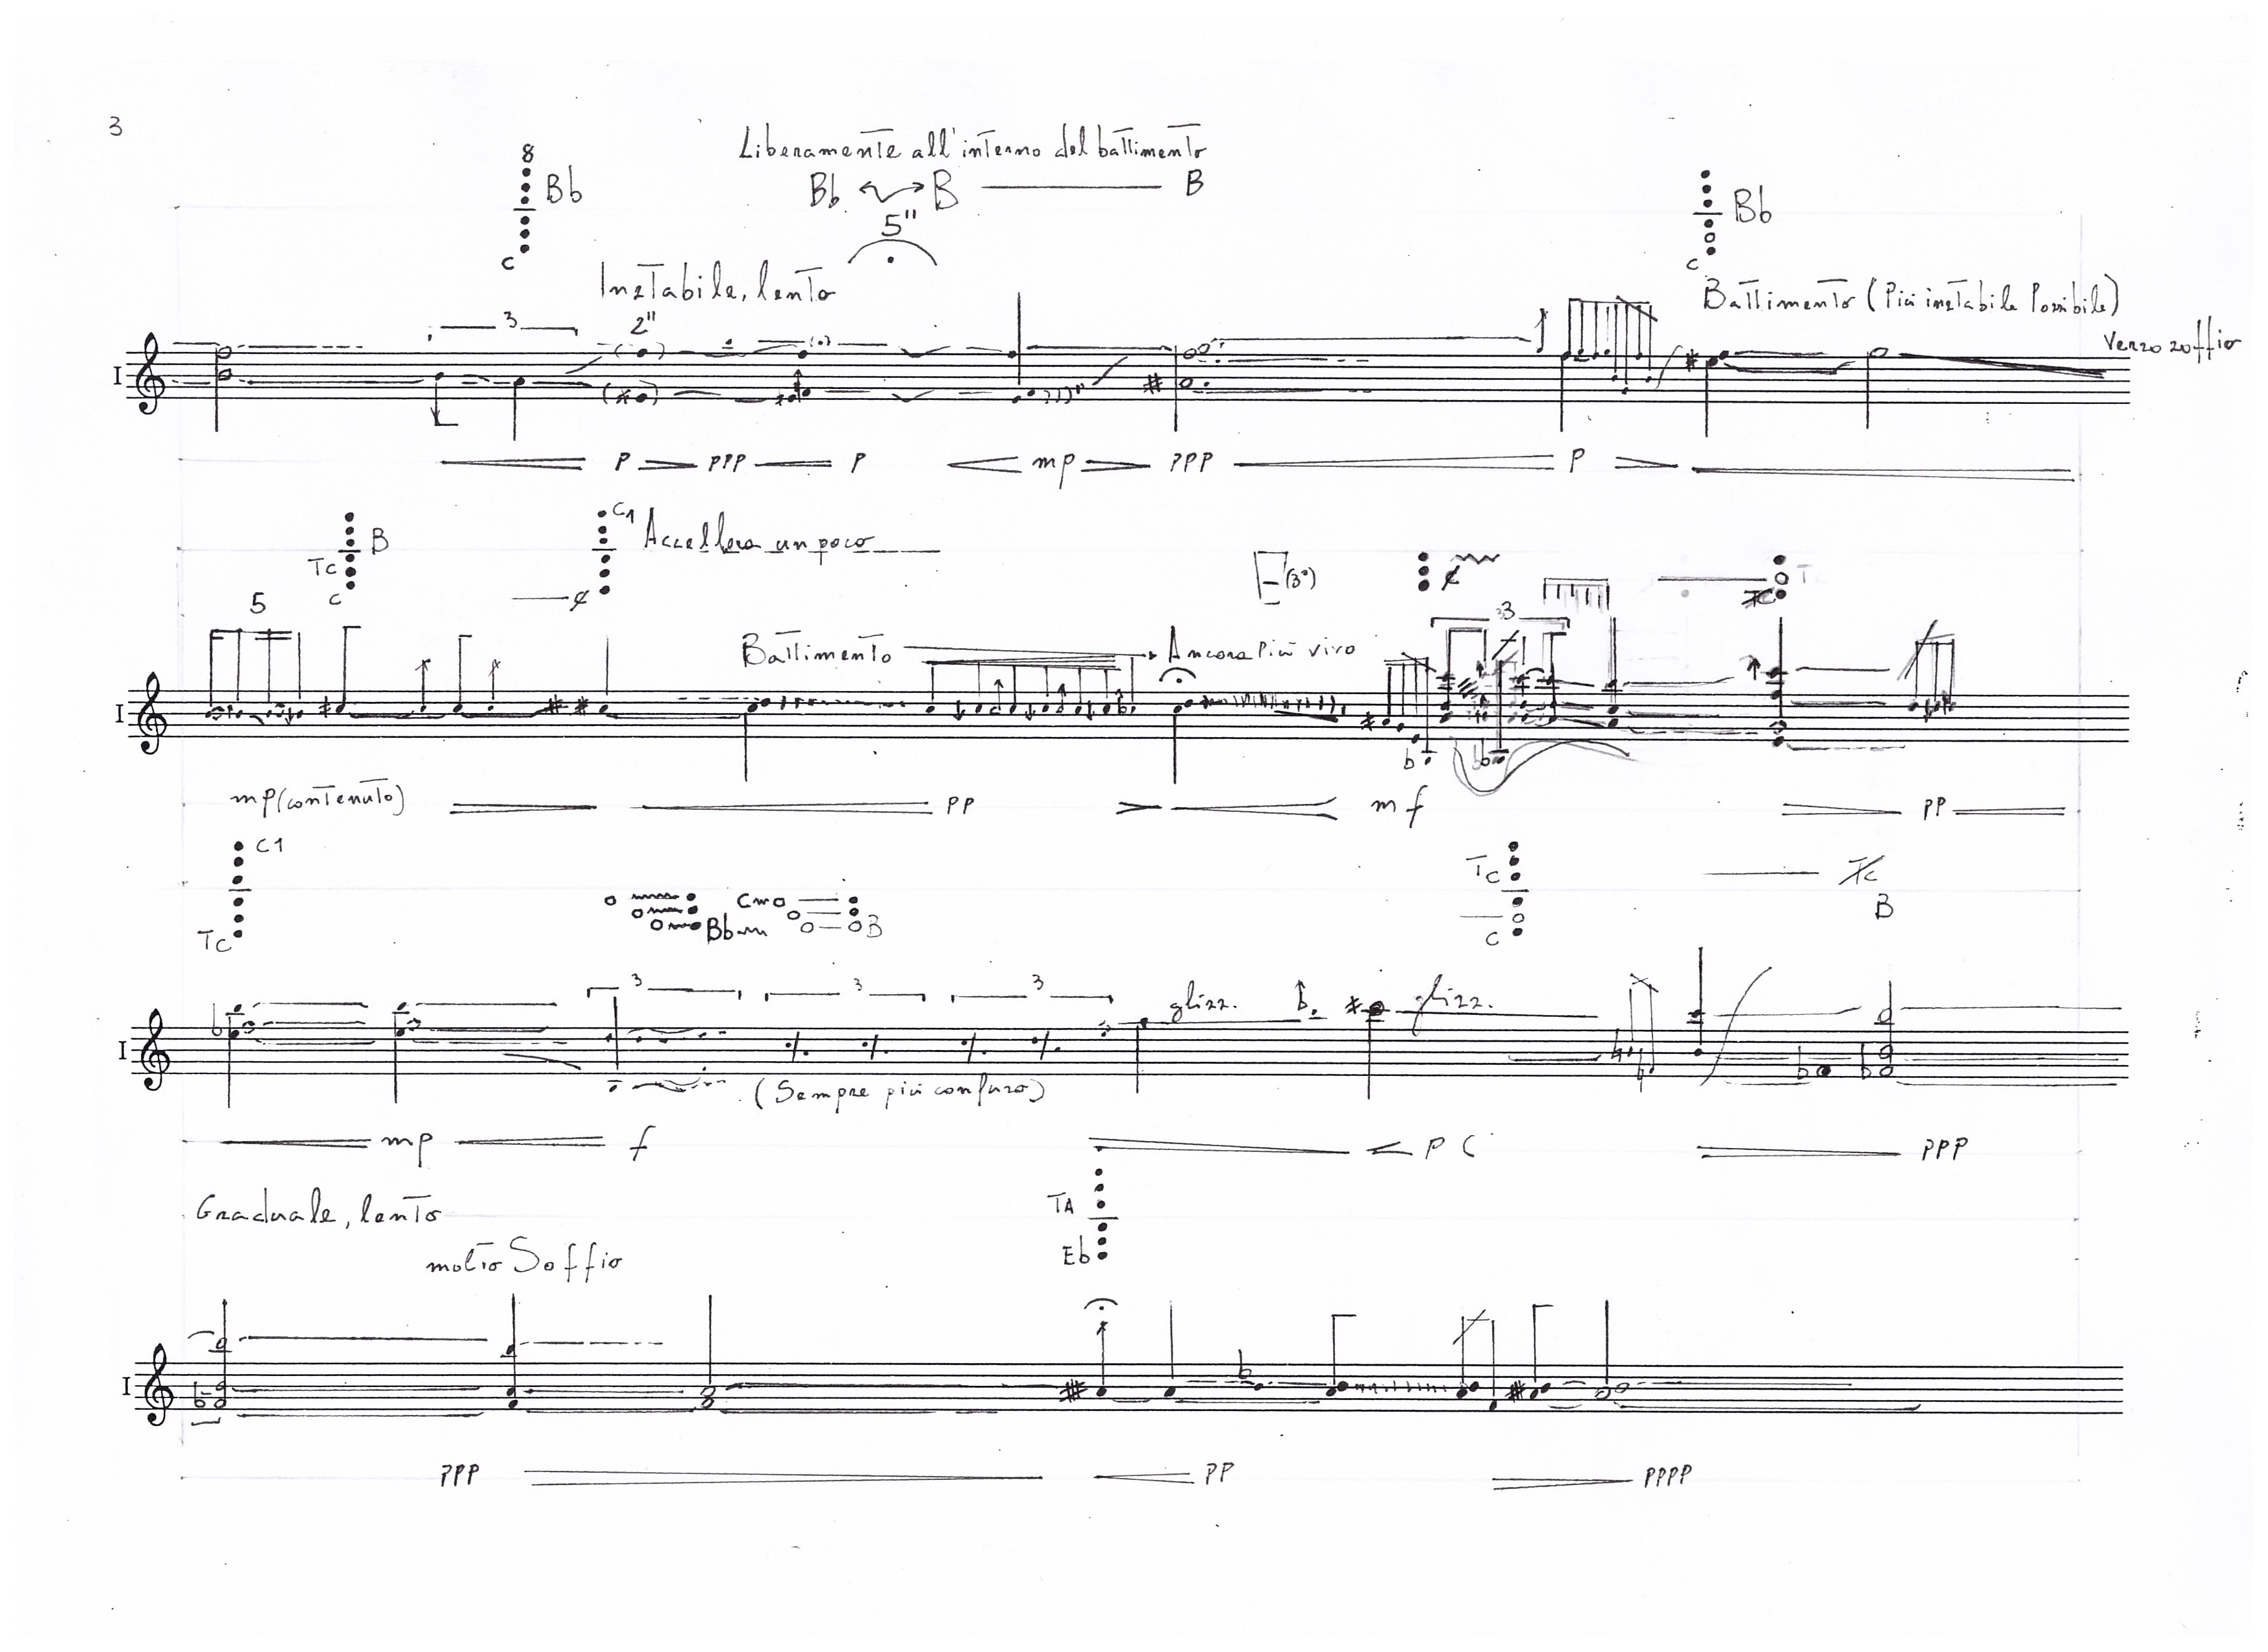 3
8
Liberamente all'interno del battimento
Bb
Bb B B
Bb
5"
C
C
Instabile, lento
Battimento (Più instabile Possibile)
3
2"
Verso soffio
I
P PPP P mp PPP P
C1
B
Accellera un poco
Tc
(3ª)
C
5
3
Battimento
Ancora Più vivo
I
mp (contenuto) PP mf PP
C1
Tc
Tc
Bb
B
B
C
Tc
3 3 3
gliss. gliss.
I
(Sempre più confuso)
mp f P PPP
Graduale, lento
TA
molto Soffio
Eb
I
PPP PP PPPP